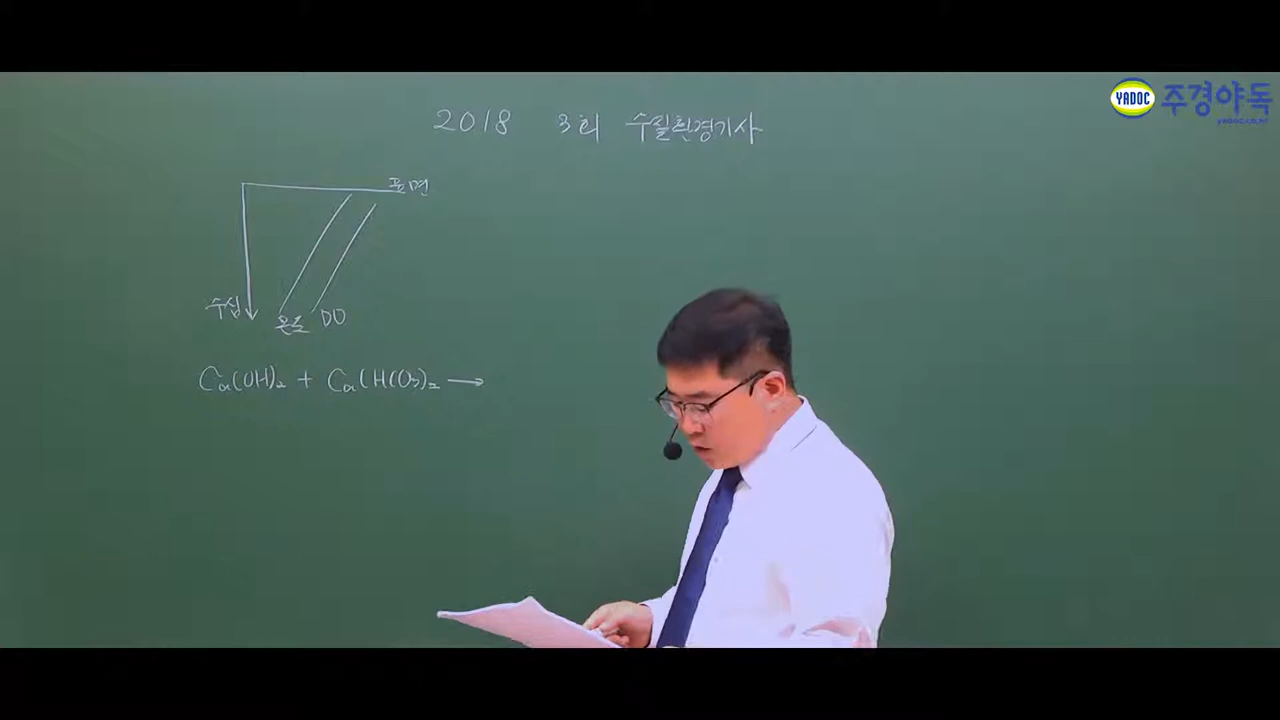 2018 3회 수질환경기사
YADOC 주경야독
yadoc.co.kr
표면
수심
온도 DO
Ca(OH)₂ + Ca(HCO₃)₂ →